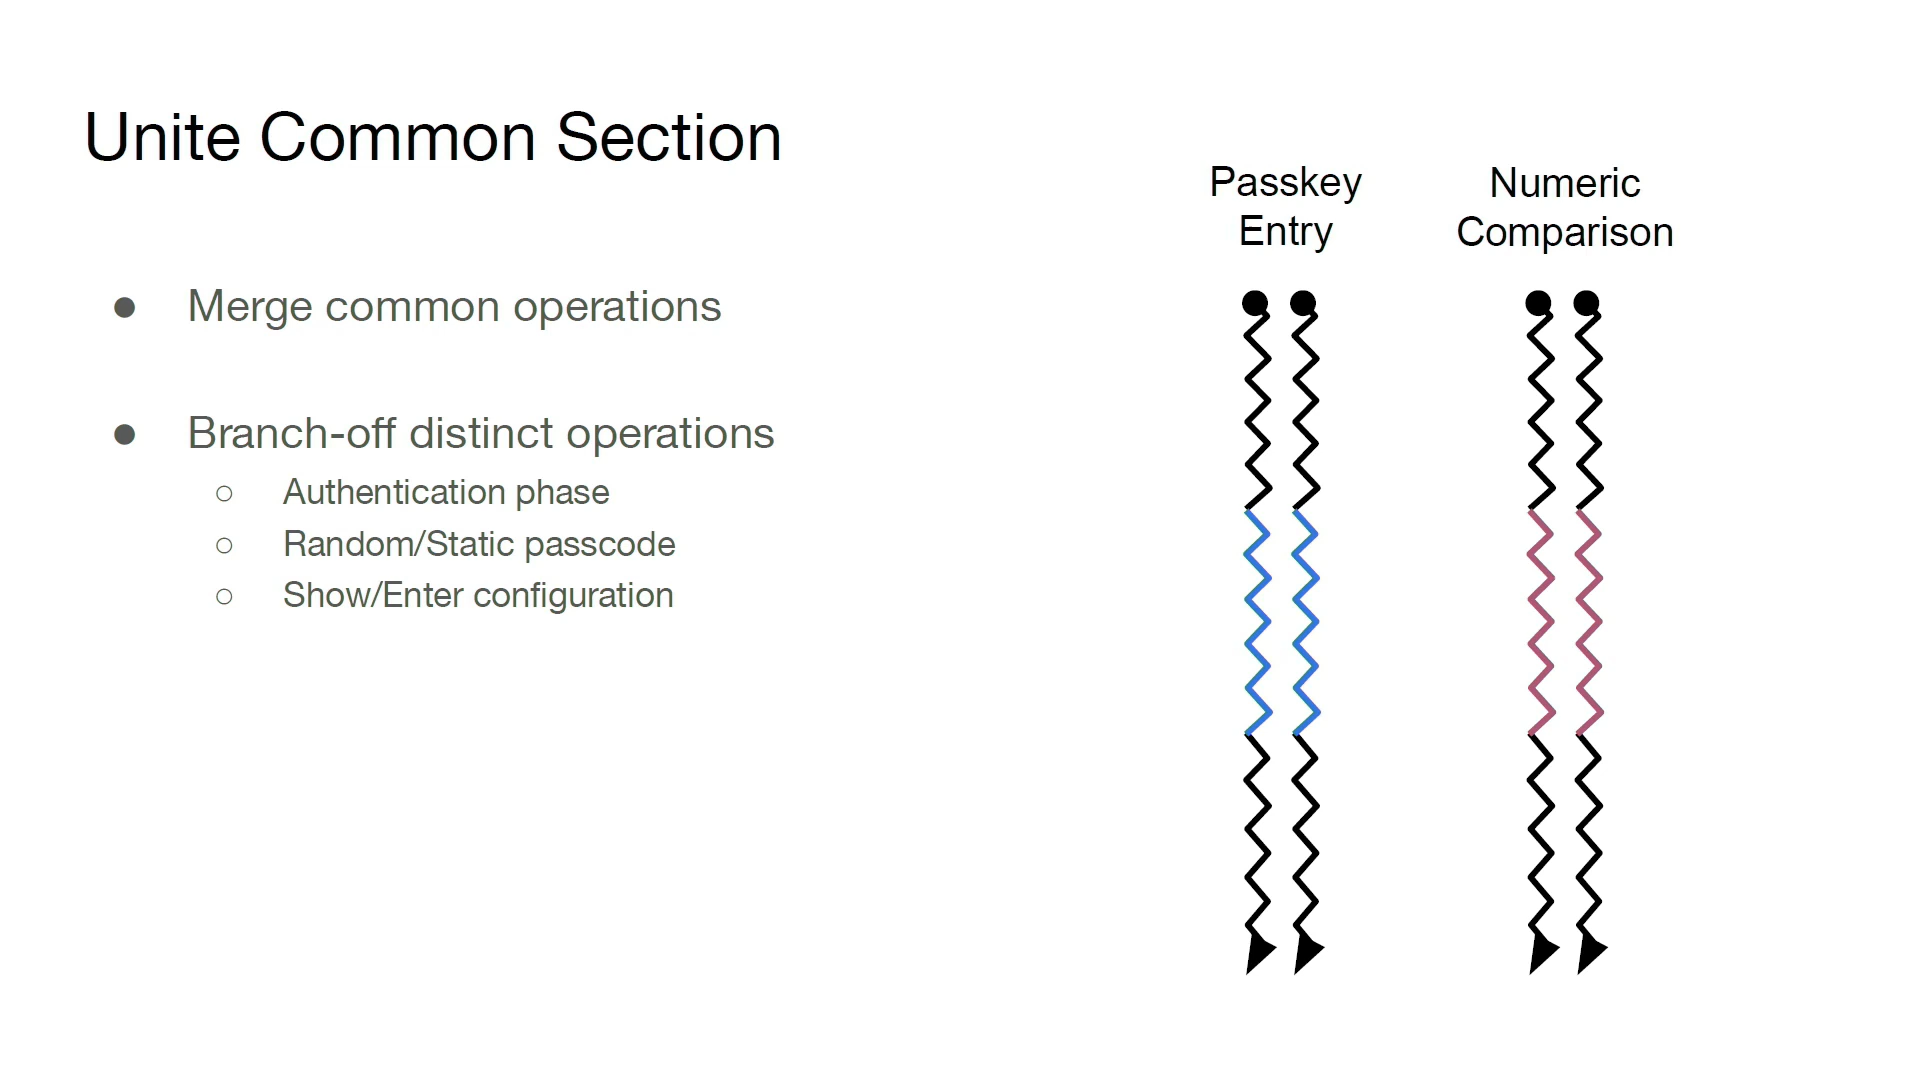 Unite Common Section
● Merge common operations
● Branch-off distinct operations
○ Authentication phase
○ Random/Static passcode
○ Show/Enter configuration
Passkey
Entry
Numeric
Comparison